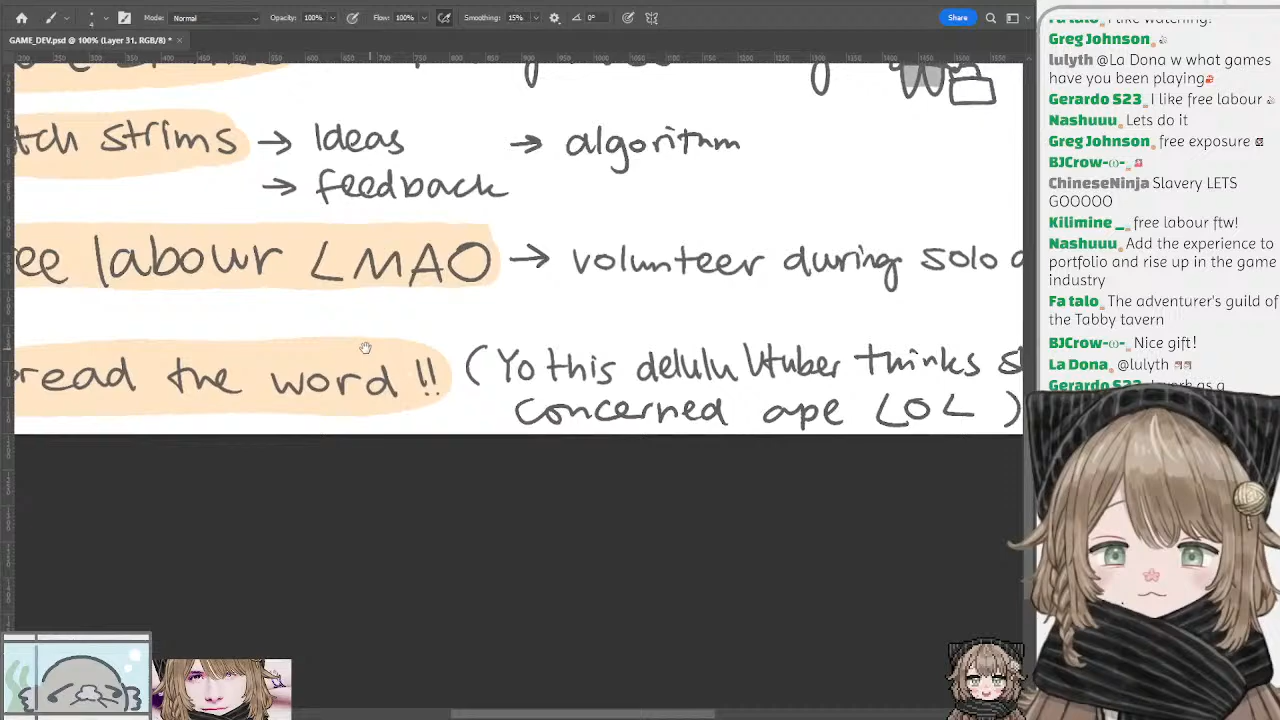 Mode: Normal Opacity: 100% Flow: 100% Smoothing: 15% 0° Share
GAME_DEV.psd @ 100% (Layer 31, RGB/8) *
tch strims → Ideas → algorithm
→ feedback
ee labour LMAO → volunteer during solo
read the word !! (Yo this delulu Vtuber thinks s
concerned ape LOL )
Fa talo I like watching!
Greg Johnson
lulyth @La Dona w what games
have you been playing
Gerardo S23 I like free labour
Nashuuu Lets do it
Greg Johnson free exposure
BJCrow-
ChineseNinja Slavery LETS
GOOOOO
Kilimine _ free labour ftw!
Nashuuu Add the experience to
portfolio and rise up in the game
industry
Fa talo The adventurer's guild of
the Tabby tavern
BJCrow- Nice gift!
La Dona @lulyth
Gerardo S23